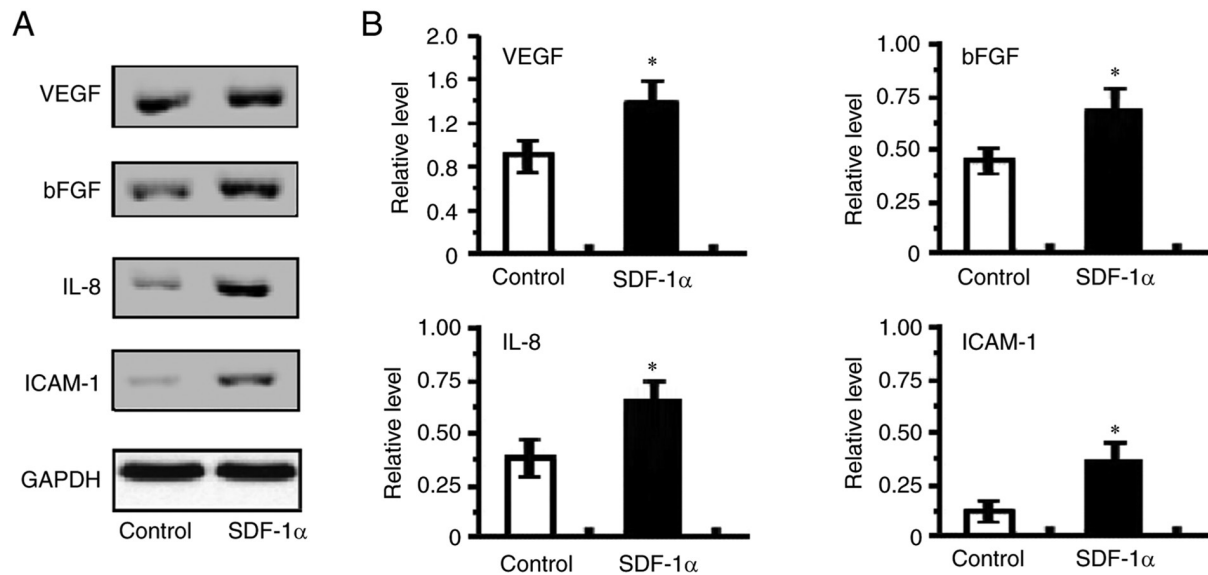 A
VEGF
bFGF
IL-8
ICAM-1
GAPDH
Control SDF-1α
B
VEGF
Relative level
2.0
1.6
1.2
0.8
0.4
0
*
Control SDF-1α
bFGF
Relative level
1.00
0.75
0.50
0.25
0
*
Control SDF-1α
IL-8
Relative level
1.00
0.75
0.50
0.25
0
*
Control SDF-1α
ICAM-1
Relative level
1.00
0.75
0.50
0.25
0
*
Control SDF-1α